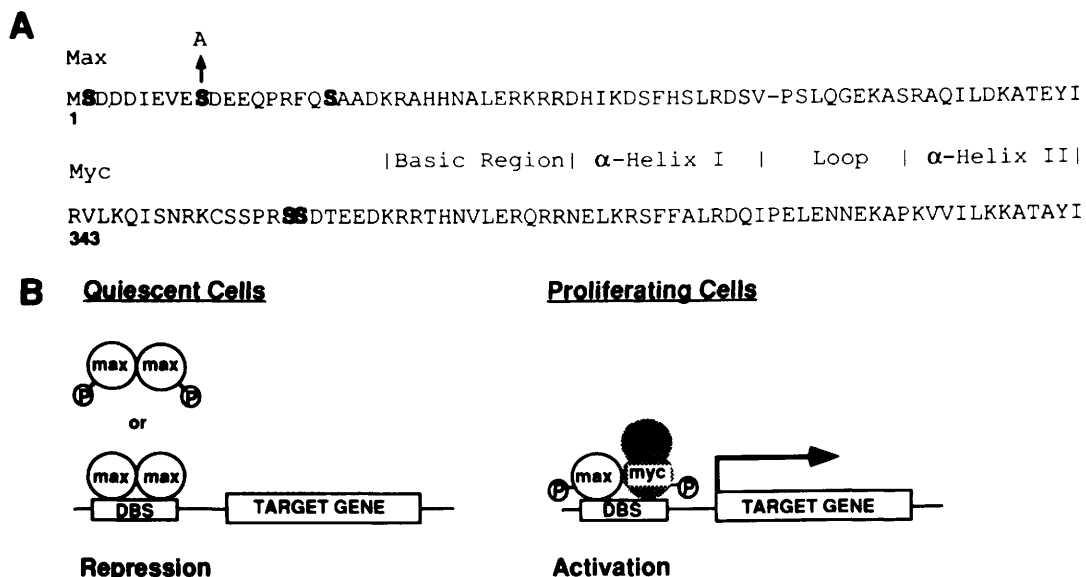 A
A
Max
MSDDDIEVESDEEQPRFQSAADKRAHHNALERKRRDHIKDSFHSLRDSV-PSLQGEKASRAQILDKATEYI
1
|Basic Region| α-Helix I | Loop | α-Helix II|
Myc
RVLKQISNRKCSSPRSSDTEEDKRRTHNVLERQRRNELKRSFFALRDQIPELENNEKAPKVVILKKATAYI
343
B
Quiescent Cells
Proliferating Cells
max max
P P
or
max max
DBS
TARGET GENE
Repression
max myc
P P
DBS
TARGET GENE
Activation